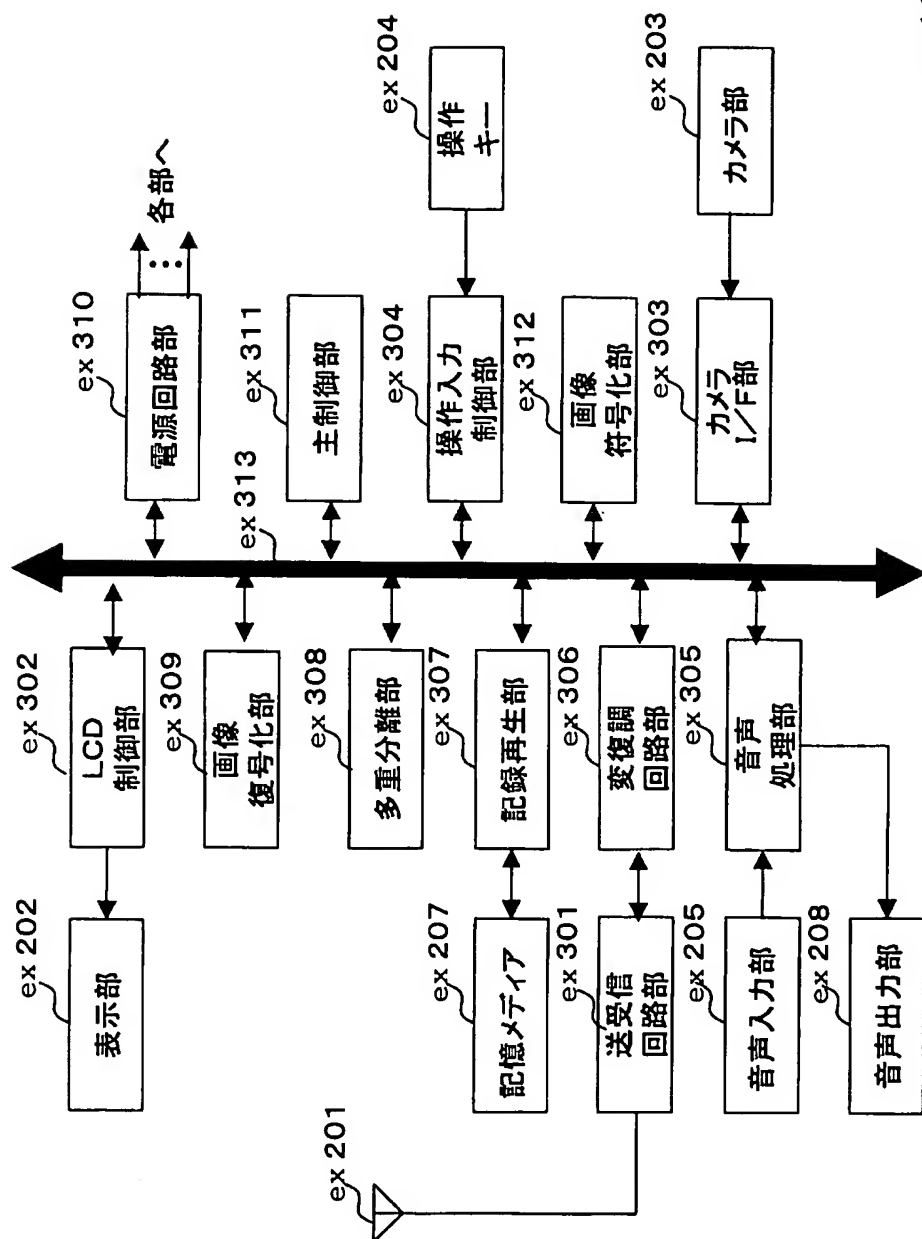 ex 201
ex 202
表示部
ex 302
LCD
制御部
ex 309
画像
復号化部
ex 308
多重分離部
ex 207
記憶メディア
ex 307
記録再生部
ex 301
送受信
回路部
ex 306
変復調
回路部
ex 205
音声入力部
ex 305
音声
処理部
ex 208
音声出力部
ex 313
ex 310
電源回路部
各部へ
ex 311
主制御部
ex 304
操作入力
制御部
ex 204
操作
キー
ex 312
画像
符号化部
ex 303
カメラ
I/F部
ex 203
カメラ部